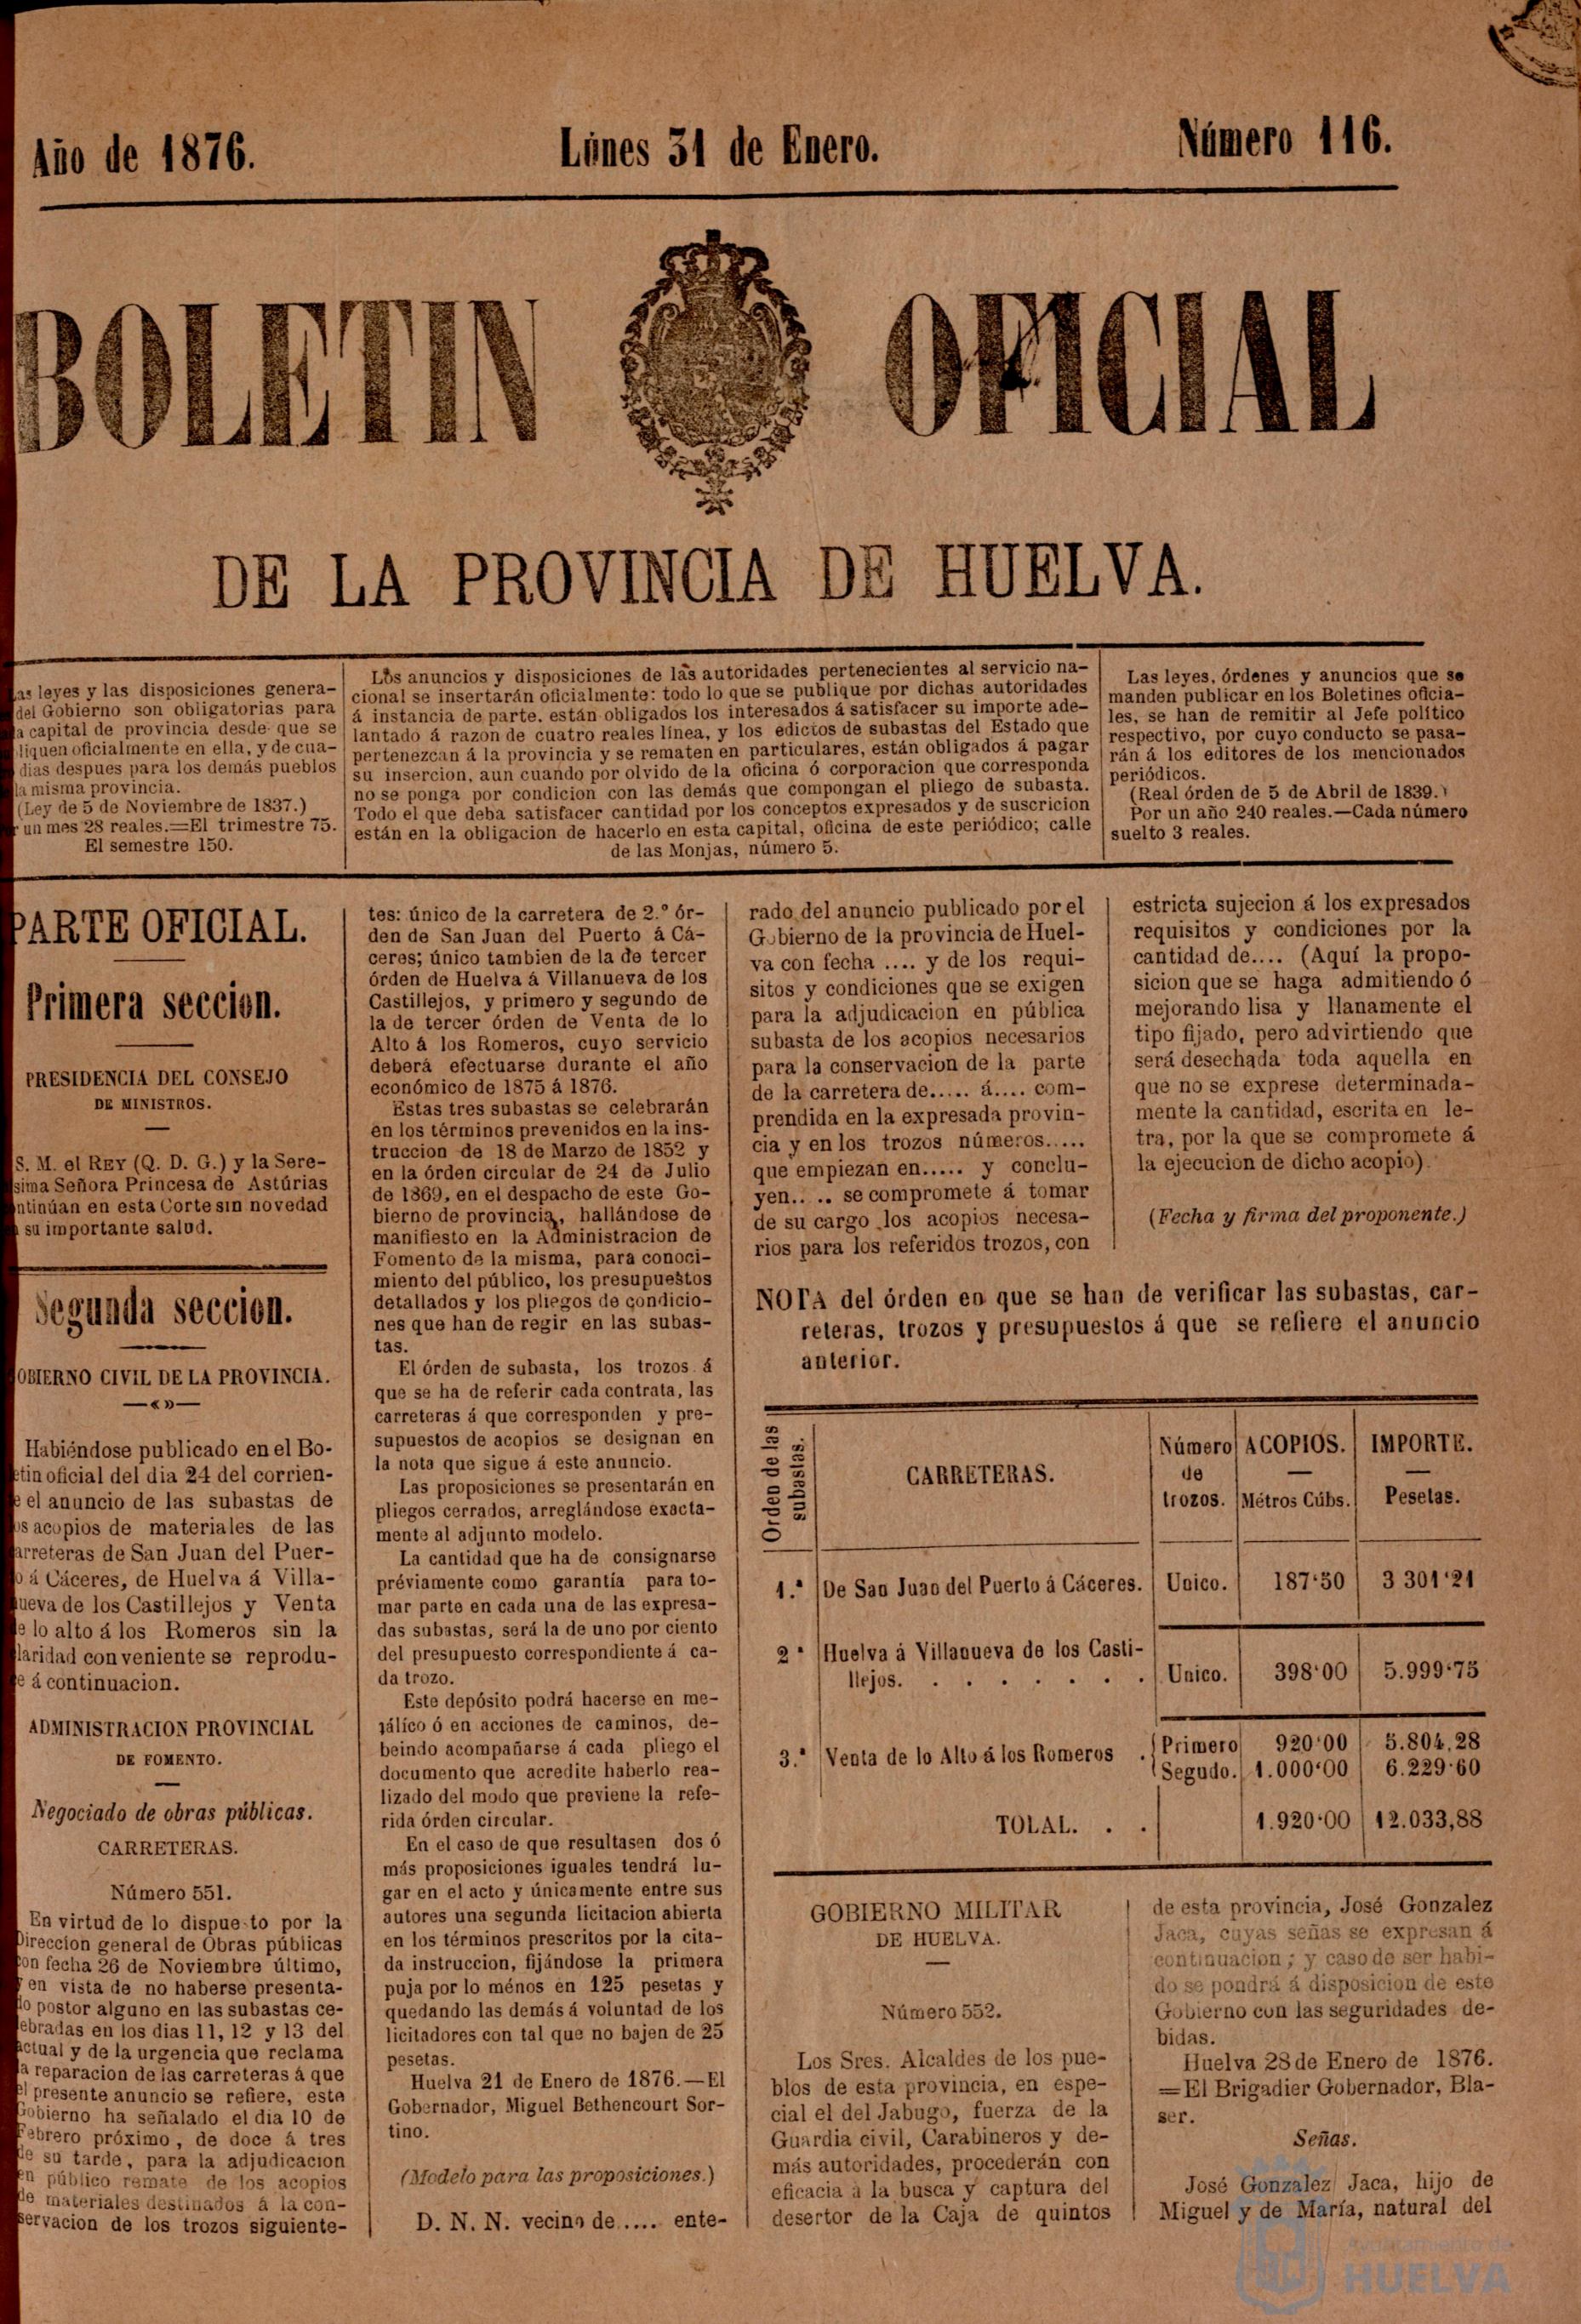 Año de 1876.
Lúnes 31 de Enero.
Número 116.
BOLETIN OFICIAL
DE LA PROVINCIA DE HUELVA.
as leyes y las disposiciones genera-
del Gobierno son obligatorias para
a capital de provincia desde que se
liquen oficialmente en ella, y de cua-
dias despues para los demás pueblos
la misma provincia.
(Ley de 5 de Noviembre de 1837.)
r un mes 28 reales.=El trimestre 75.
El semestre 150.
Los anuncios y disposiciones de las autoridades pertenecientes al servicio na-
cional se insertarán oficialmente: todo lo que se publique por dichas autoridades
á instancia de parte. están obligados los interesados á satisfacer su importe ade-
lantado á razon de cuatro reales línea, y los edictos de subastas del Estado que
pertenezcan á la provincia y se rematen en particulares, están obligados á pagar
su insercion, aun cuando por olvido de la oficina ó corporacion que corresponda
no se ponga por condicion con las demás que compongan el pliego de subasta.
Todo el que deba satisfacer cantidad por los conceptos expresados y de suscricion
están en la obligacion de hacerlo en esta capital, oficina de este periódico; calle
de las Monjas, número 5.
Las leyes, órdenes y anuncios que se
manden publicar en los Boletines oficia-
les, se han de remitir al Jefe político
respectivo, por cuyo conducto se pasa-
rán á los editores de los mencionados
periódicos.
(Real órden de 5 de Abril de 1839.)
Por un año 240 reales.—Cada número
suelto 3 reales.
PARTE OFICIAL.
Primera seccion.
PRESIDENCIA DEL CONSEJO
DE MINISTROS.
S. M. el REY (Q. D. G.) y la Sere-
sima Señora Princesa de Astúrias
ntinúan en esta Corte sin novedad
su importante salud.
Segunda seccion.
OBIERNO CIVIL DE LA PROVINCIA.
—«»—
Habiéndose publicado en el Bo-
etin oficial del dia 24 del corrien-
e el anuncio de las subastas de
os acopios de materiales de las
arreteras de San Juan del Puer-
o á Cáceres, de Huelva á Villa-
ueva de los Castillejos y Venta
e lo alto á los Romeros sin la
laridad conveniente se reprodu-
e á continuacion.
ADMINISTRACION PROVINCIAL
DE FOMENTO.
Negociado de obras públicas.
CARRETERAS.
Número 551.
En virtud de lo dispuesto por la
Direccion general de Obras públicas
con fecha 26 de Noviembre último,
y en vista de no haberse presenta-
do postor alguno en las subastas ce-
lebradas en los dias 11, 12 y 13 del
actual y de la urgencia que reclama
la reparacion de las carreteras á que
el presente anuncio se refiere, este
Gobierno ha señalado el dia 10 de
Febrero próximo, de doce á tres
de su tarde, para la adjudicacion
en público remate de los acopios
de materiales destinados á la con-
servacion de los trozos siguiente-
tes: único de la carretera de 2.º ór-
den de San Juan del Puerto á Cá-
ceres; único tambien de la de tercer
órden de Huelva á Villanueva de los
Castillejos, y primero y segundo de
la de tercer órden de Venta de lo
Alto á los Romeros, cuyo servicio
deberá efectuarse durante el año
económico de 1875 á 1876.
Estas tres subastas se celebrarán
en los términos prevenidos en la ins-
truccion de 18 de Marzo de 1852 y
en la órden circular de 24 de Julio
de 1869, en el despacho de este Go-
bierno de provincia, hallándose de
manifiesto en la Administracion de
Fomento de la misma, para conoci-
miento del público, los presupuestos
detallados y los pliegos de condicio-
nes que han de regir en las subas-
tas.
El órden de subasta, los trozos á
que se ha de referir cada contrata, las
carreteras á que corresponden y pre-
supuestos de acopios se designan en
la nota que sigue á este anuncio.
Las proposiciones se presentarán en
pliegos cerrados, arreglándose exacta-
mente al adjunto modelo.
La cantidad que ha de consignarse
préviamente como garantía para to-
mar parte en cada una de las expresa-
das subastas, será la de uno por ciento
del presupuesto correspondiente á ca-
da trozo.
Este depósito podrá hacerse en me-
tálico ó en acciones de caminos, de-
beindo acompañarse á cada pliego el
documento que acredite haberlo rea-
lizado del modo que previene la refe-
rida órden circular.
En el caso de que resultasen dos ó
más proposiciones iguales tendrá lu-
gar en el acto y únicamente entre sus
autores una segunda licitacion abierta
en los términos prescritos por la cita-
da instruccion, fijándose la primera
puja por lo ménos en 125 pesetas y
quedando las demás á voluntad de los
licitadores con tal que no bajen de 25
pesetas.
Huelva 21 de Enero de 1876.—El
Gobernador, Miguel Bethencourt Sor-
tino.
(Modelo para las proposiciones.)
D. N. N. vecino de..... ente-
rado del anuncio publicado por el
Gobierno de la provincia de Huel-
va con fecha .... y de los requi-
sitos y condiciones que se exigen
para la adjudicacion en pública
subasta de los acopios necesarios
para la conservacion de la parte
de la carretera de..... á.... com-
prendida en la expresada provin-
cia y en los trozos números.....
que empiezan en..... y conclu-
yen.. .. se compromete á tomar
de su cargo los acopios necesa-
rios para los referidos trozos, con
estricta sujecion á los expresados
requisitos y condiciones por la
cantidad de.... (Aquí la propo-
sicion que se haga admitiendo ó
mejorando lisa y llanamente el
tipo fijado, pero advirtiendo que
será desechada toda aquella en
que no se exprese determinada-
mente la cantidad, escrita en le-
tra, por la que se compromete á
la ejecucion de dicho acopio).
(Fecha y firma del proponente.)
NOTA del órden en que se han de verificar las subastas, car-
reteras, trozos y presupuestos á que se refiere el anuncio
anterior.
Orden de las subastas. CARRETERAS. Número de trozos. ACOPIOS. — Métros Cúbs. IMPORTE. — Pesetas.
1.ª De San Juan del Puerto á Cáceres. Unico. 187'50 3 301'21
2ª Huelva á Villanueva de los Casti-
llejos. . . . . . . . Unico. 398'00 5.999'75
3.ª Venta de lo Alto á los Romeros . Primero 920'00 5.804,28
Segudo. 1.000'00 6.229'60
TOLAL. . . 1.920'00 12.033,88
GOBIERNO MILITAR
DE HUELVA.
Número 552.
Los Sres. Alcaldes de los pue-
blos de esta provincia, en espe-
cial el del Jabugo, fuerza de la
Guardia civil, Carabineros y de-
más autoridades, procederán con
eficacia á la busca y captura del
desertor de la Caja de quintos
de esta provincia, José Gonzalez
Jaca, cuyas señas se expresan á
continuacion; y caso de ser habi-
do se pondrá á disposicion de este
Gobierno con las seguridades de-
bidas.
Huelva 28 de Enero de 1876.
=El Brigadier Gobernador, Bla-
ser.
Señas.
José Gonzalez Jaca, hijo de
Miguel y de María, natural del
Ayuntamiento de
HUELVA